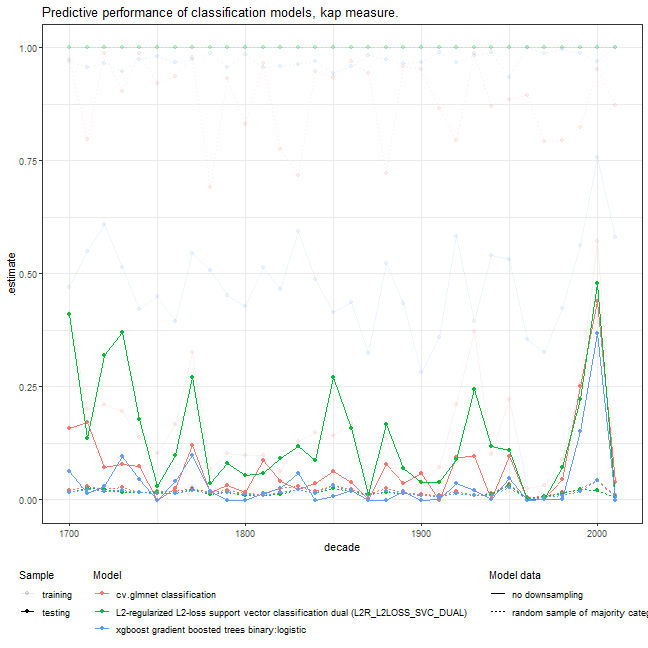 Predictive performance of classification models, kap measure.
1.00
0.75
0.50
0.25
0.00
.estimate
1700
1800
1900
2000
decade
Sample
training
testing
Model
cv.glmnet classification
L2-regularized L2-loss support vector classification dual (L2R_L2LOSS_SVC_DUAL)
xgboost gradient boosted trees binary:logistic
Model data
no downsampling
random sample of majority categ